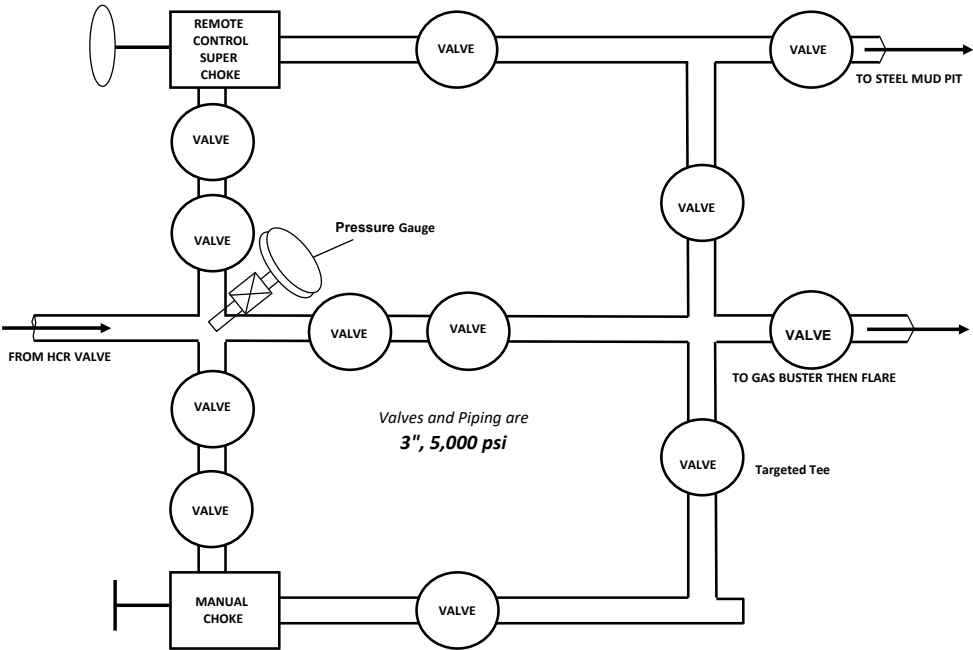 REMOTE
CONTROL
SUPER
CHOKE
VALVE
VALVE
TO STEEL MUD PIT
VALVE
VALVE
VALVE
Pressure Gauge
FROM HCR VALVE
VALVE
VALVE
VALVE
TO GAS BUSTER THEN FLARE
VALVE
Valves and Piping are
3", 5,000 psi
VALVE
Targeted Tee
VALVE
MANUAL
CHOKE
VALVE